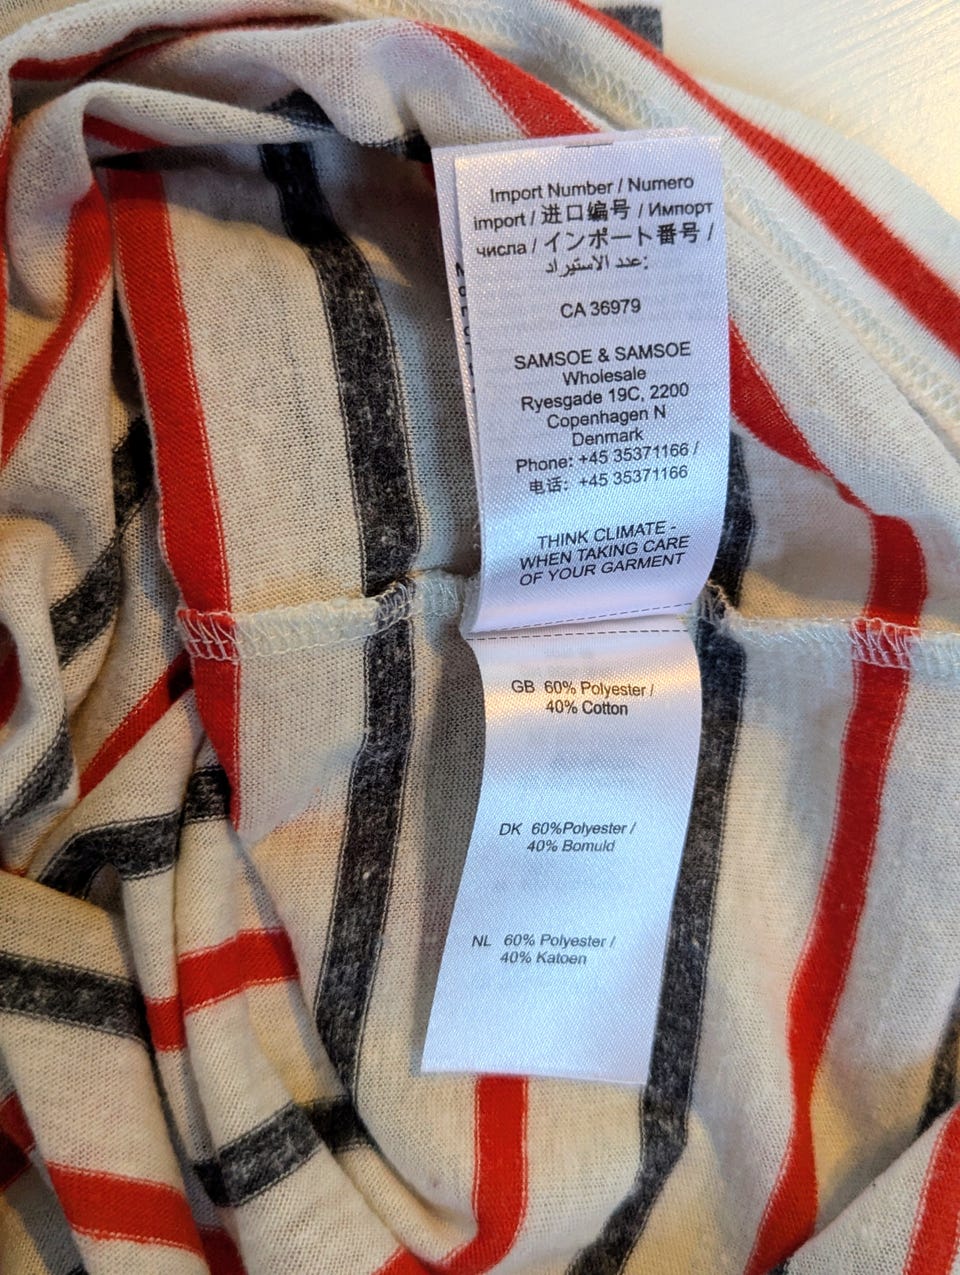 Import Number / Numero
import / 进口编号 / Импорт
числа / インポート番号 /
عدد الاستيراد:
CA 36979
SAMSOE & SAMSOE
Wholesale
Ryesgade 19C, 2200
Copenhagen N
Denmark
Phone: +45 35371166 /
电话: +45 35371166
THINK CLIMATE -
WHEN TAKING CARE
OF YOUR GARMENT
GB 60% Polyester /
40% Cotton
DK 60%Polyester /
40% Bomuld
NL 60% Polyester /
40% Katoen